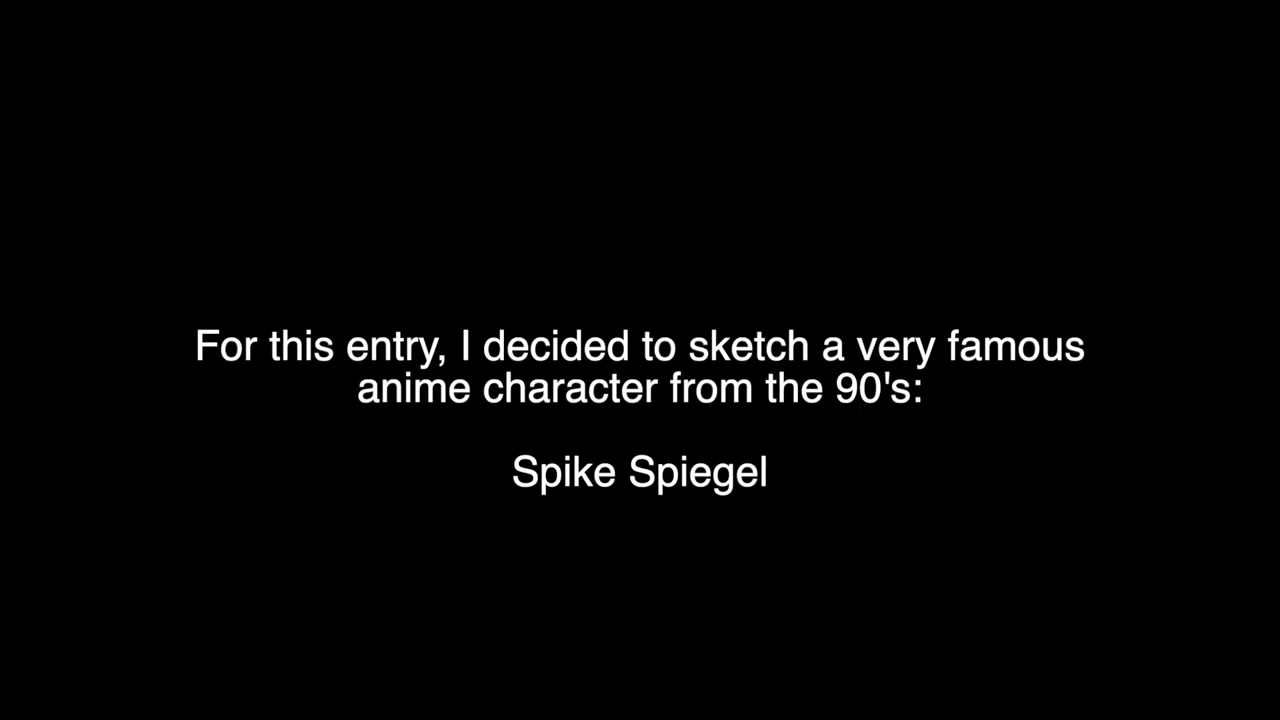 For this entry, I decided to sketch a very famous
anime character from the 90's:
Spike Spiegel